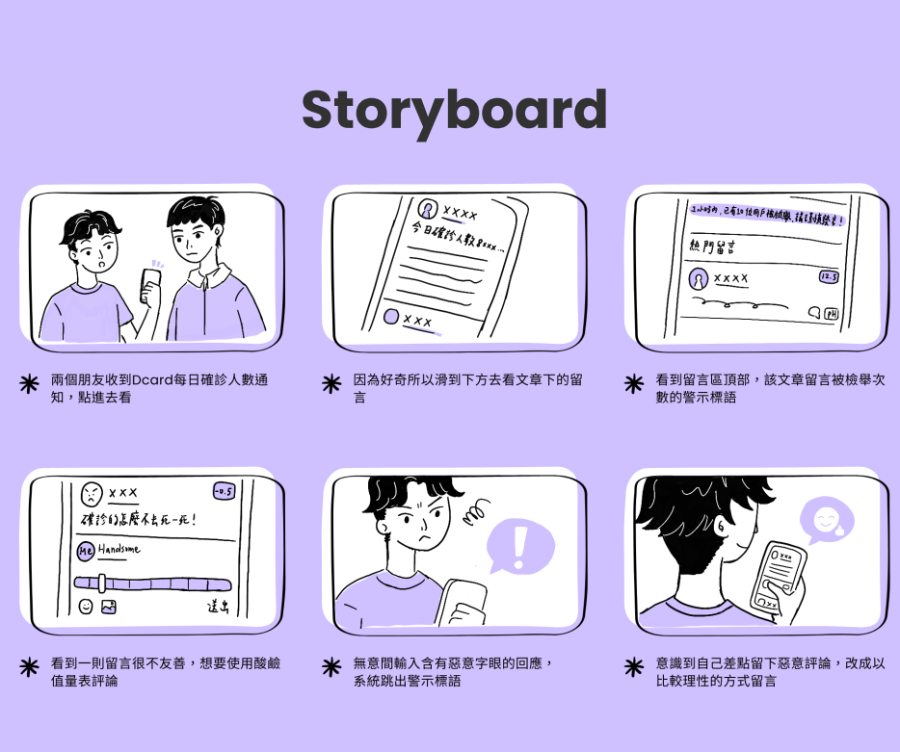 Storyboard
XXXX
今日確診人數8xxx...
XXX
1小時內，已有10位用戶被檢舉、請謹慎發言！
熱門留言
XXXX
12.5
PH
兩個朋友收到Dcard每日確診人數通
知，點進去看
因為好奇所以滑到下方去看文章下的留
言
看到留言區頂部，該文章留言被檢舉次
數的警示標語
XXX
-0.5
確診的怎麼不去死一死！
Me Handsome
送出
!
看到一則留言很不友善，想要使用酸鹼
值量表評論
無意間輸入含有惡意字眼的回應，
系統跳出警示標語
意識到自己差點留下惡意評論，改成以
比較理性的方式留言